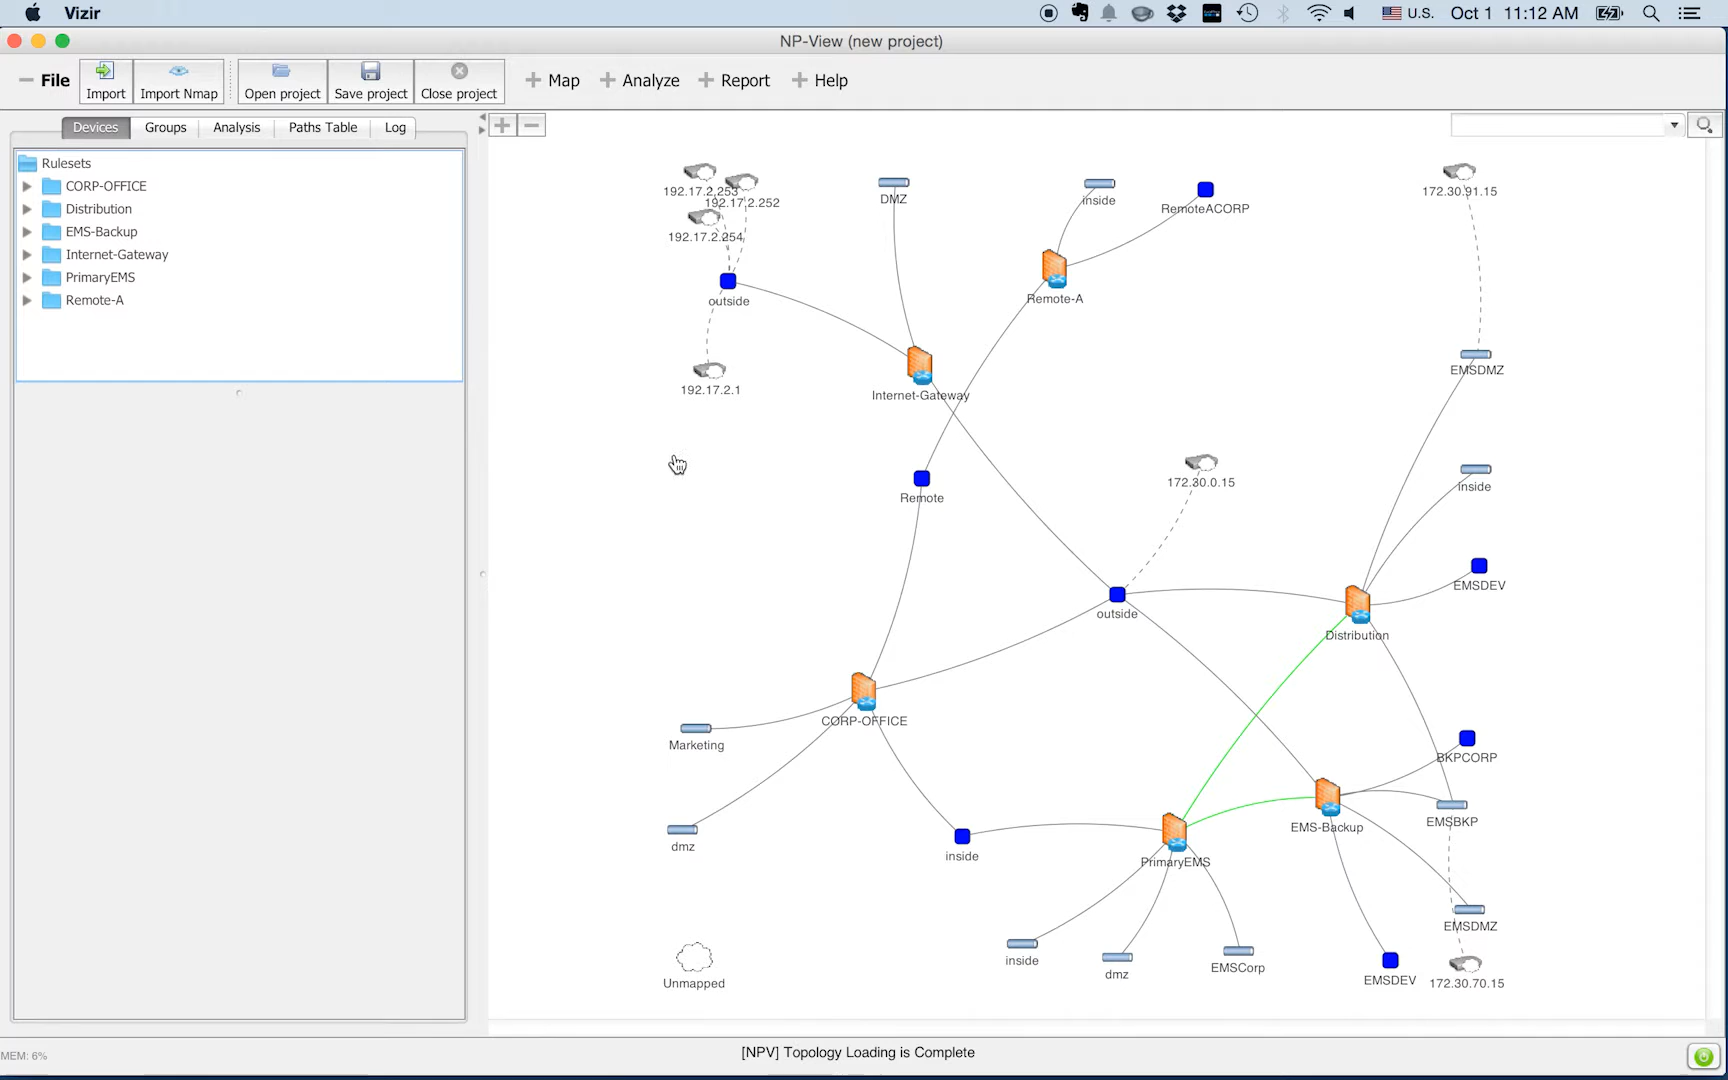 Vizir
U.S. Oct 1 11:12 AM
NP-View (new project)
File
Import
Import Nmap
Open project
Save project
Close project
Map
Analyze
Report
Help
Devices
Groups
Analysis
Paths Table
Log
Rulesets
CORP-OFFICE
Distribution
EMS-Backup
Internet-Gateway
PrimaryEMS
Remote-A
192.17.2.253
192.17.2.252
192.17.2.254
DMZ
inside
RemoteACORP
172.30.91.15
outside
Remote-A
192.17.2.1
Internet-Gateway
EMSDMZ
172.30.0.15
inside
Remote
EMSDEV
outside
Distribution
CORP-OFFICE
Marketing
BKPCORP
EMSBKP
EMS-Backup
dmz
inside
PrimaryEMS
EMSDMZ
inside
dmz
EMSCorp
EMSDEV
172.30.70.15
Unmapped
MEM: 6%
[NPV] Topology Loading is Complete